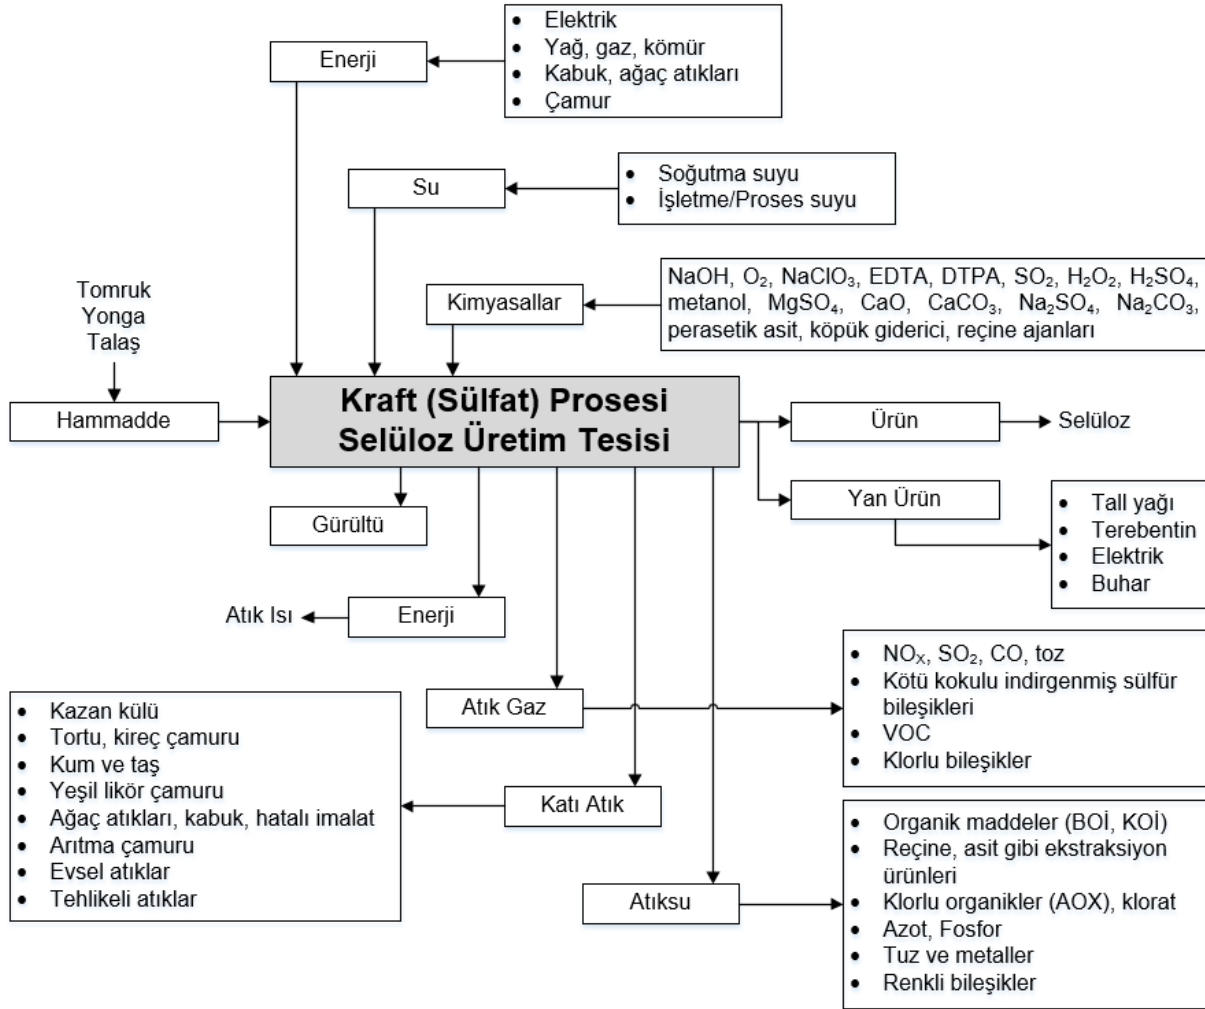 Enerji
• Elektrik
• Yağ, gaz, kömür
• Kabuk, ağaç atıkları
• Çamur
Su
• Soğutma suyu
• İşletme/Proses suyu
Kimyasallar
NaOH, O₂, NaClO₃, EDTA, DTPA, SO₂, H₂O₂, H₂SO₄,
metanol, MgSO₄, CaO, CaCO₃, Na₂SO₄, Na₂CO₃,
perasetik asit, köpük giderici, reçine ajanları
Tomruk
Yonga
Talaş
Hammadde
Kraft (Sülfat) Prosesi
Selüloz Üretim Tesisi
Ürün
Selüloz
Yan Ürün
• Tall yağı
• Terebentin
• Elektrik
• Buhar
Gürültü
Atık Isı
Enerji
Atık Gaz
• NOₓ, SO₂, CO, toz
• Kötü kokulu indirgenmiş sülfür
bileşikleri
• VOC
• Klorlu bileşikler
Katı Atık
• Kazan külü
• Tortu, kireç çamuru
• Kum ve taş
• Yeşil likör çamuru
• Ağaç atıkları, kabuk, hatalı imalat
• Arıtma çamuru
• Evsel atıklar
• Tehlikeli atıklar
Atıksu
• Organik maddeler (BOİ, KOİ)
• Reçine, asit gibi ekstraksiyon
ürünleri
• Klorlu organikler (AOX), klorat
• Azot, Fosfor
• Tuz ve metaller
• Renkli bileşikler